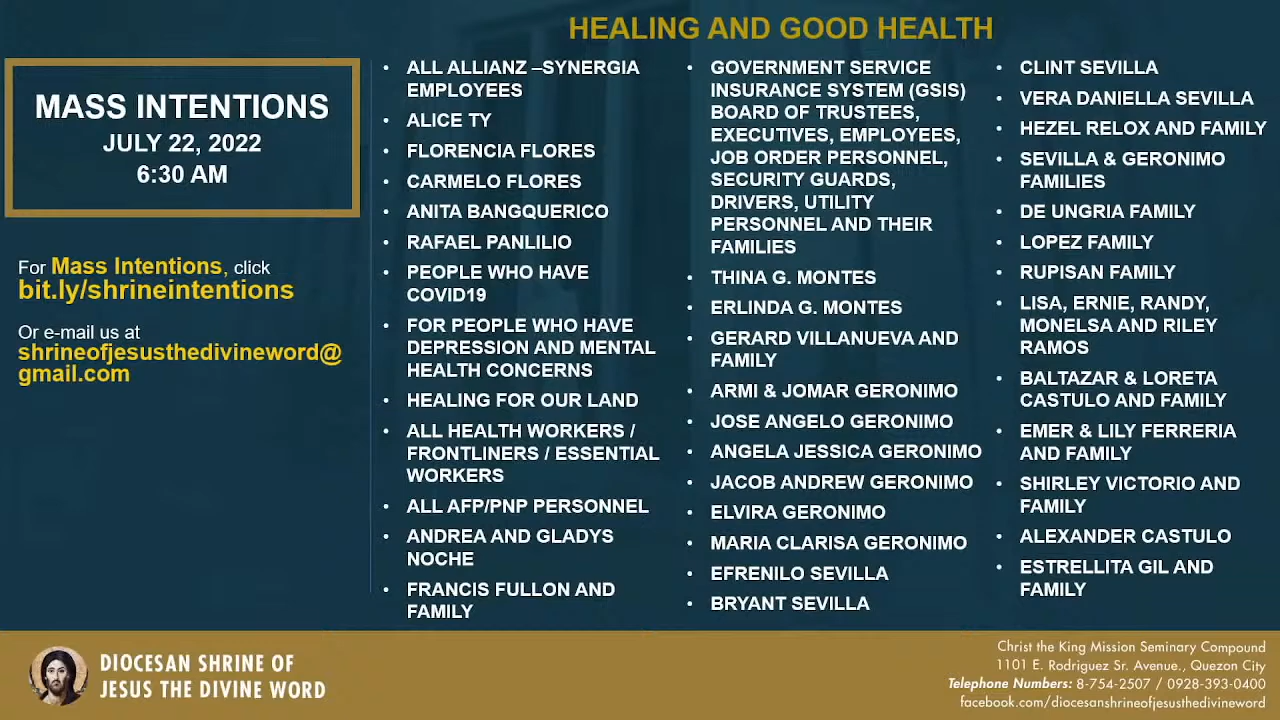 HEALING AND GOOD HEALTH
MASS INTENTIONS
JULY 22, 2022
6:30 AM
For Mass Intentions, click
bit.ly/shrineintentions
Or e-mail us at
shrineofjesusthedivineword@
gmail.com
• ALL ALLIANZ –SYNERGIA
EMPLOYEES
• ALICE TY
• FLORENCIA FLORES
• CARMELO FLORES
• ANITA BANGQUERICO
• RAFAEL PANLILIO
• PEOPLE WHO HAVE
COVID19
• FOR PEOPLE WHO HAVE
DEPRESSION AND MENTAL
HEALTH CONCERNS
• HEALING FOR OUR LAND
• ALL HEALTH WORKERS /
FRONTLINERS / ESSENTIAL
WORKERS
• ALL AFP/PNP PERSONNEL
• ANDREA AND GLADYS
NOCHE
• FRANCIS FULLON AND
FAMILY
• GOVERNMENT SERVICE
INSURANCE SYSTEM (GSIS)
BOARD OF TRUSTEES,
EXECUTIVES, EMPLOYEES,
JOB ORDER PERSONNEL,
SECURITY GUARDS,
DRIVERS, UTILITY
PERSONNEL AND THEIR
FAMILIES
• THINA G. MONTES
• ERLINDA G. MONTES
• GERARD VILLANUEVA AND
FAMILY
• ARMI & JOMAR GERONIMO
• JOSE ANGELO GERONIMO
• ANGELA JESSICA GERONIMO
• JACOB ANDREW GERONIMO
• ELVIRA GERONIMO
• MARIA CLARISA GERONIMO
• EFRENILO SEVILLA
• BRYANT SEVILLA
• CLINT SEVILLA
• VERA DANIELLA SEVILLA
• HEZEL RELOX AND FAMILY
• SEVILLA & GERONIMO
FAMILIES
• DE UNGRIA FAMILY
• LOPEZ FAMILY
• RUPISAN FAMILY
• LISA, ERNIE, RANDY,
MONELSA AND RILEY
RAMOS
• BALTAZAR & LORETA
CASTULO AND FAMILY
• EMER & LILY FERRERIA
AND FAMILY
• SHIRLEY VICTORIO AND
FAMILY
• ALEXANDER CASTULO
• ESTRELLITA GIL AND
FAMILY
DIOCESAN SHRINE OF
JESUS THE DIVINE WORD
Christ the King Mission Seminary Compound
1101 E. Rodriguez Sr. Avenue., Quezon City
Telephone Numbers: 8-754-2507 / 0928-393-0400
facebook.com/diocesanshrineofjesusthedivineword